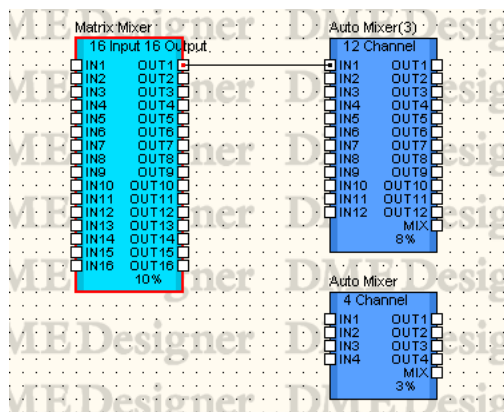 Matrix Mixer
16 Input 16 Output
IN1 OUT1
IN2 OUT2
IN3 OUT3
IN4 OUT4
IN5 OUT5
IN6 OUT6
IN7 OUT7
IN8 OUT8
IN9 OUT9
IN10 OUT10
IN11 OUT11
IN12 OUT12
IN13 OUT13
IN14 OUT14
IN15 OUT15
IN16 OUT16
10%
Auto Mixer(3)
12 Channel
IN1 OUT1
IN2 OUT2
IN3 OUT3
IN4 OUT4
IN5 OUT5
IN6 OUT6
IN7 OUT7
IN8 OUT8
IN9 OUT9
IN10 OUT10
IN11 OUT11
IN12 OUT12
MIX
8%
Auto Mixer
4 Channel
IN1 OUT1
IN2 OUT2
IN3 OUT3
IN4 OUT4
MIX
3%
DME Designer